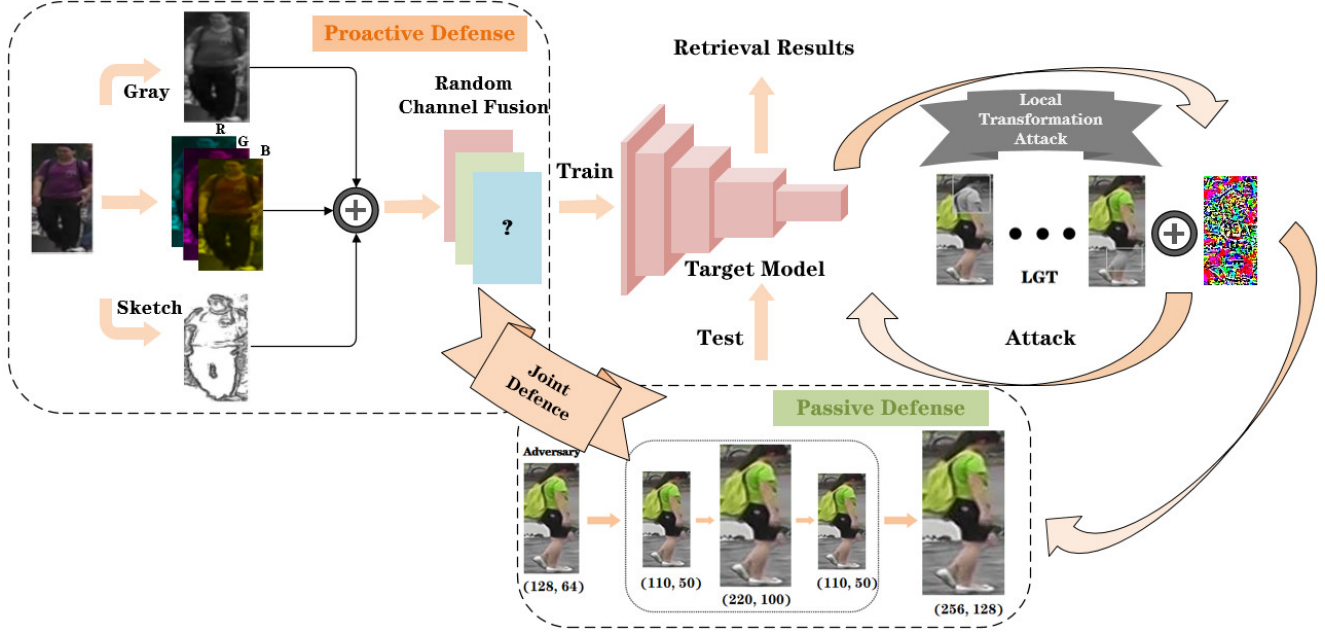 Proactive Defense
Gray
R
G
B
Sketch
Random
Channel Fusion
?
Train
Retrieval Results
Target Model
Test
Local
Transformation
Attack
LGT
Attack
Joint
Defence
Passive Defense
Adversary
(128, 64)
(110, 50)
(220, 100)
(110, 50)
(256, 128)